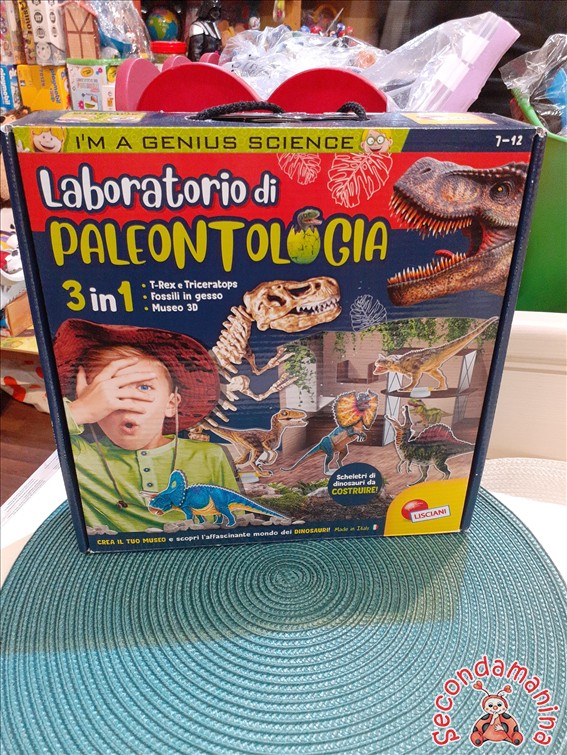 I'M A GENIUS SCIENCE
7-12
Laboratorio di
PALEONTOLOGIA
3 in 1
• T-Rex e Triceratops
• Fossili in gesso
• Museo 3D
Scheletri di
dinosauri da
COSTRUIRE!
LISCIANI
CREA IL TUO MUSEO e scopri l'affascinante mondo dei DINOSAURI! Made in Italy
secondamanina